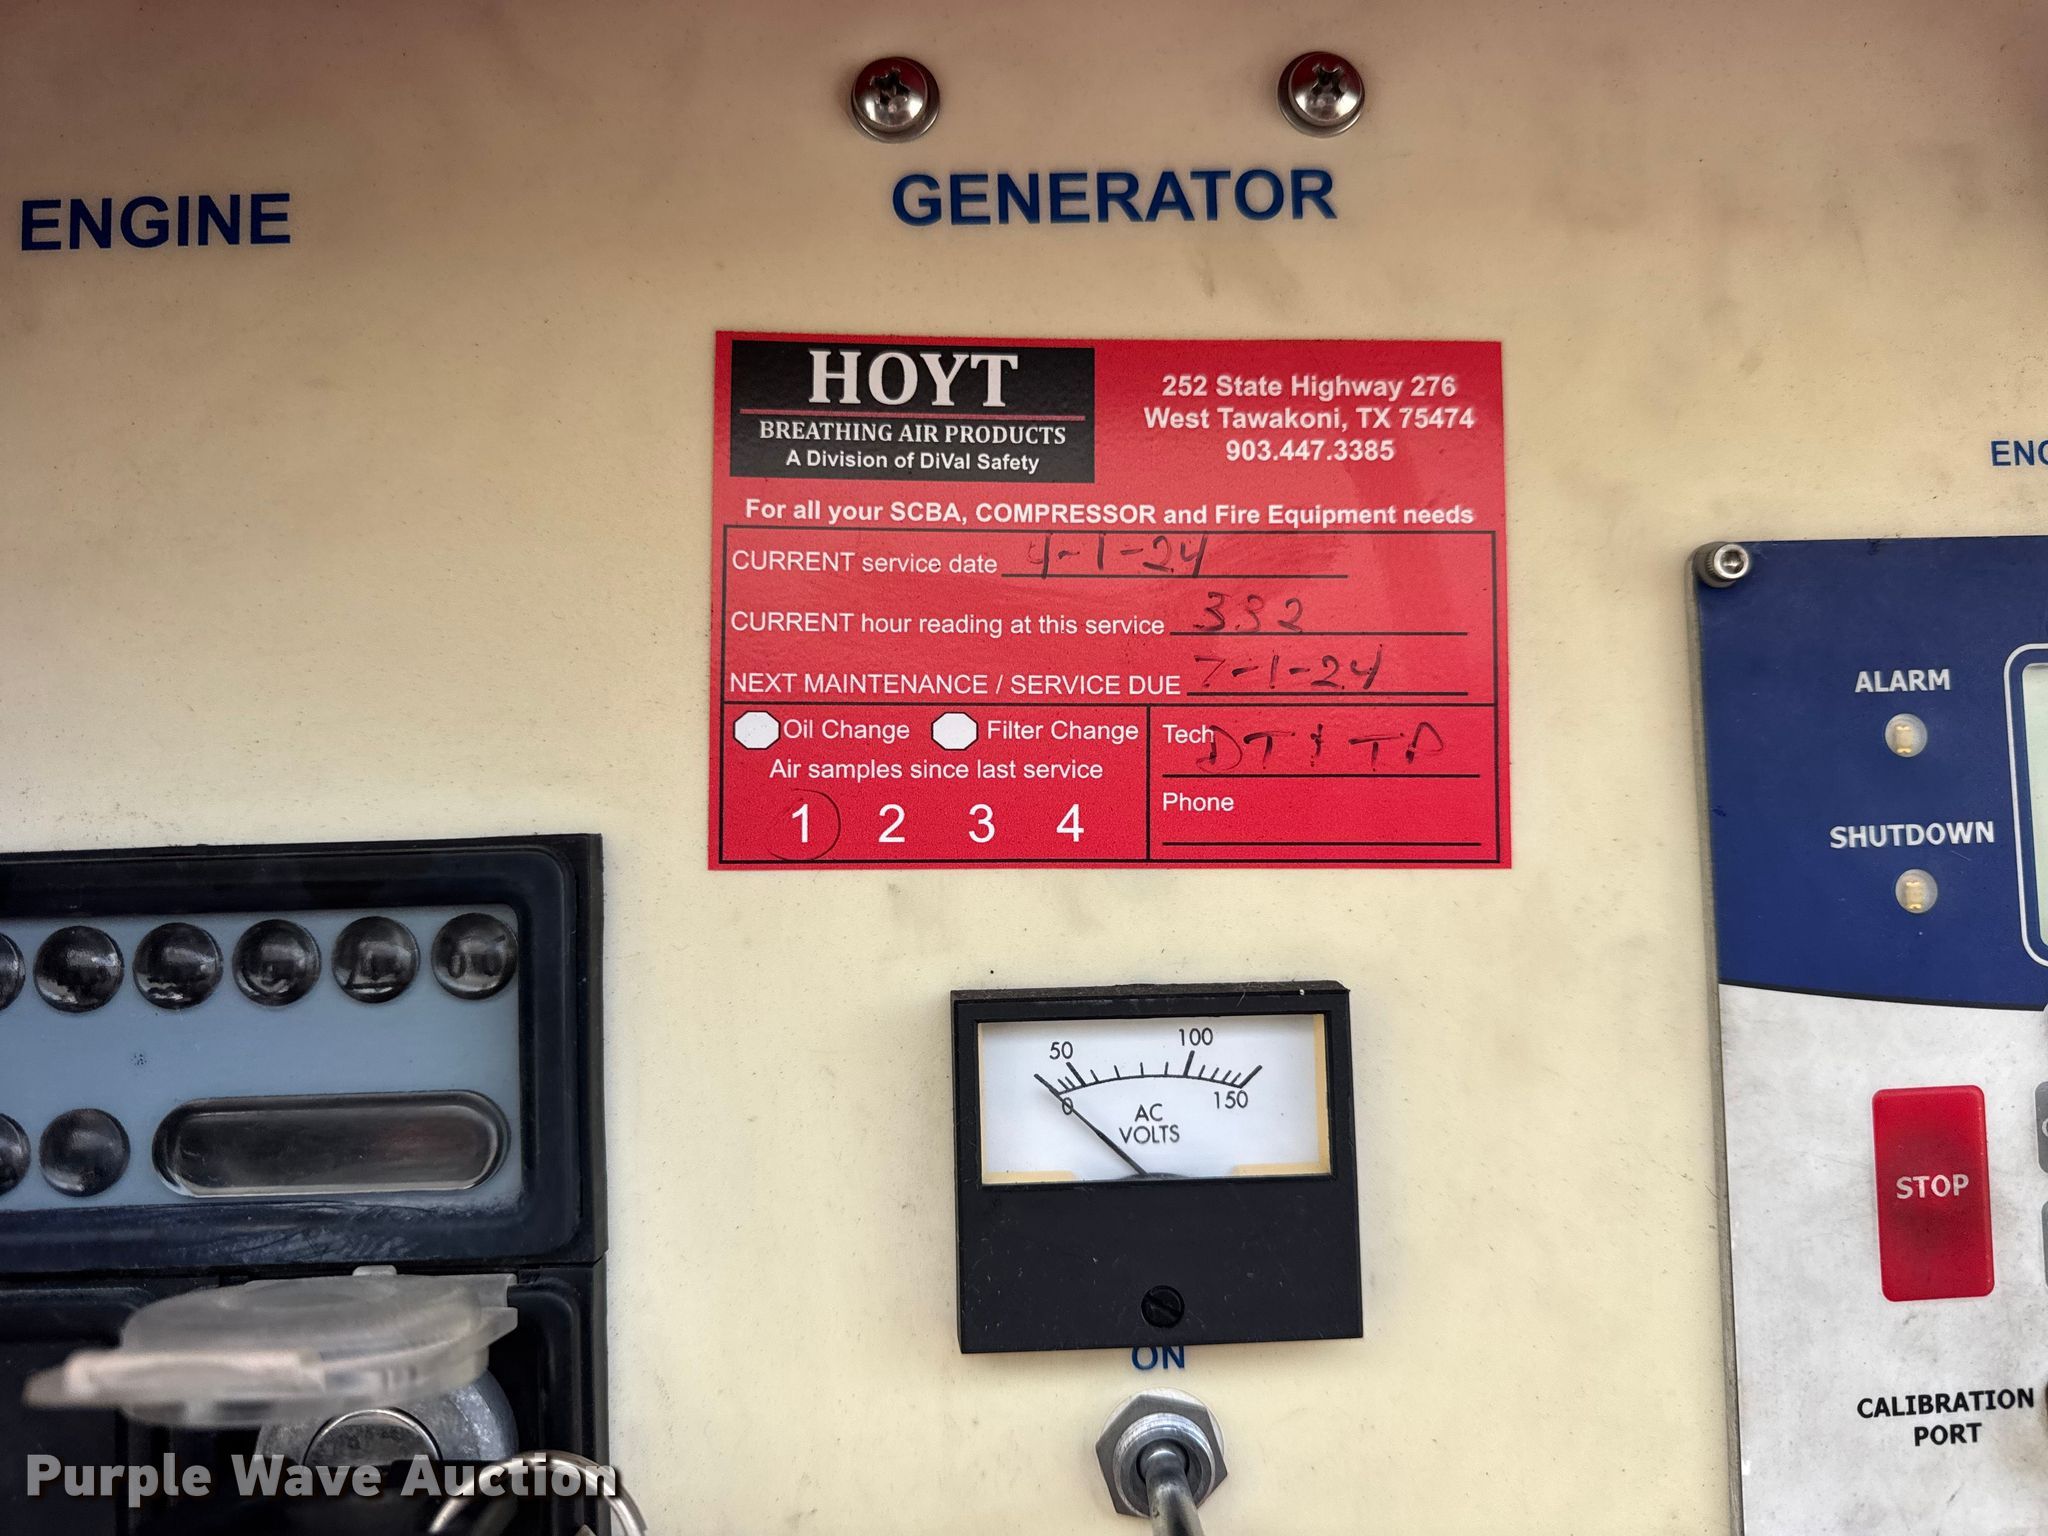 ENGINE
GENERATOR
HOYT
BREATHING AIR PRODUCTS
A Division of DiVal Safety
252 State Highway 276
West Tawakoni, TX 75474
903.447.3385
For all your SCBA, COMPRESSOR and Fire Equipment needs
CURRENT service date 4-1-24
CURRENT hour reading at this service 332
NEXT MAINTENANCE / SERVICE DUE 7-1-24
Oil Change Filter Change
Air samples since last service
1 2 3 4
Tech
Phone
ENG
ALARM
SHUTDOWN
STOP
CALIBRATION
PORT
0 50 100 150
AC
VOLTS
ON
Purple Wave Auction